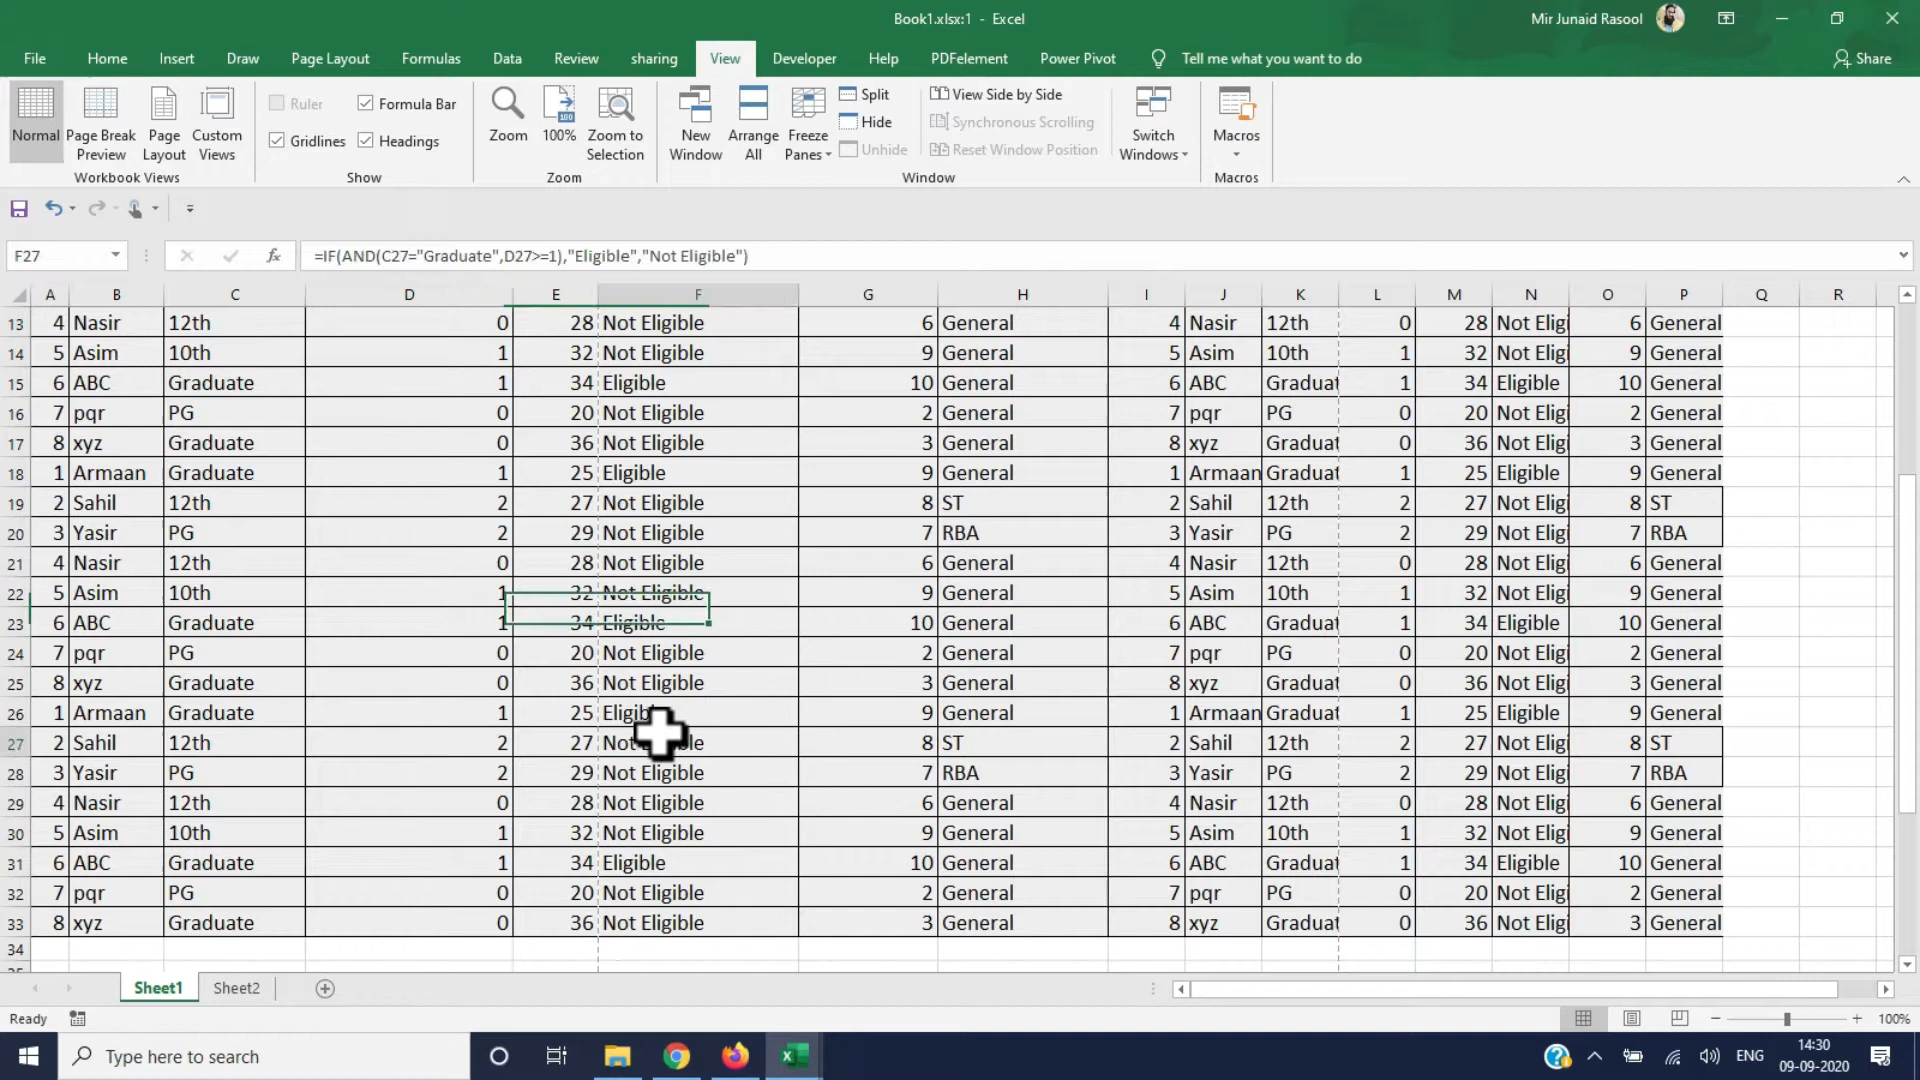 Book1.xlsx:1 - Excel
Mir Junaid Rasool
File Home Insert Draw Page Layout Formulas Data Review sharing View Developer Help PDFelement Power Pivot Tell me what you want to do Share
Normal
Page Break Preview
Page Layout
Custom Views
Workbook Views
Ruler
Formula Bar
Gridlines
Headings
Show
Zoom
100
100%
Zoom to Selection
Zoom
New Window
Arrange All
Freeze Panes
Split
Hide
Unhide
View Side by Side
Synchronous Scrolling
Reset Window Position
Switch Windows
Window
Macros
Macros
F27 fx =IF(AND(C27="Graduate",D27>=1),"Eligible","Not Eligible")
A B C D E F G H I J K L M N O P Q R
13 4 Nasir 12th 0 28 Not Eligible 6 General 4 Nasir 12th 0 28 Not Eligi 6 General
14 5 Asim 10th 1 32 Not Eligible 9 General 5 Asim 10th 1 32 Not Eligi 9 General
15 6 ABC Graduate 1 34 Eligible 10 General 6 ABC Graduat 1 34 Eligible 10 General
16 7 pqr PG 0 20 Not Eligible 2 General 7 pqr PG 0 20 Not Eligi 2 General
17 8 xyz Graduate 0 36 Not Eligible 3 General 8 xyz Graduat 0 36 Not Eligi 3 General
18 1 Armaan Graduate 1 25 Eligible 9 General 1 Armaan Graduat 1 25 Eligible 9 General
19 2 Sahil 12th 2 27 Not Eligible 8 ST 2 Sahil 12th 2 27 Not Eligi 8 ST
20 3 Yasir PG 2 29 Not Eligible 7 RBA 3 Yasir PG 2 29 Not Eligi 7 RBA
21 4 Nasir 12th 0 28 Not Eligible 6 General 4 Nasir 12th 0 28 Not Eligi 6 General
22 5 Asim 10th 1 32 Not Eligible 9 General 5 Asim 10th 1 32 Not Eligi 9 General
23 6 ABC Graduate 1 34 Eligible 10 General 6 ABC Graduat 1 34 Eligible 10 General
24 7 pqr PG 0 20 Not Eligible 2 General 7 pqr PG 0 20 Not Eligi 2 General
25 8 xyz Graduate 0 36 Not Eligible 3 General 8 xyz Graduat 0 36 Not Eligi 3 General
26 1 Armaan Graduate 1 25 9 General 1 Armaan Graduat 1 25 Eligible 9 General
27 2 Sahil 12th 2 27 Not 8 ST 2 Sahil 12th 2 27 Not Eligi 8 ST
28 3 Yasir PG 2 29 Not Eligible 7 RBA 3 Yasir PG 2 29 Not Eligi 7 RBA
29 4 Nasir 12th 0 28 Not Eligible 6 General 4 Nasir 12th 0 28 Not Eligi 6 General
30 5 Asim 10th 1 32 Not Eligible 9 General 5 Asim 10th 1 32 Not Eligi 9 General
31 6 ABC Graduate 1 34 Eligible 10 General 6 ABC Graduat 1 34 Eligible 10 General
32 7 pqr PG 0 20 Not Eligible 2 General 7 pqr PG 0 20 Not Eligi 2 General
33 8 xyz Graduate 0 36 Not Eligible 3 General 8 xyz Graduat 0 36 Not Eligi 3 General
34
Sheet1 Sheet2
Ready 100%
Type here to search
ENG
14:30
09-09-2020